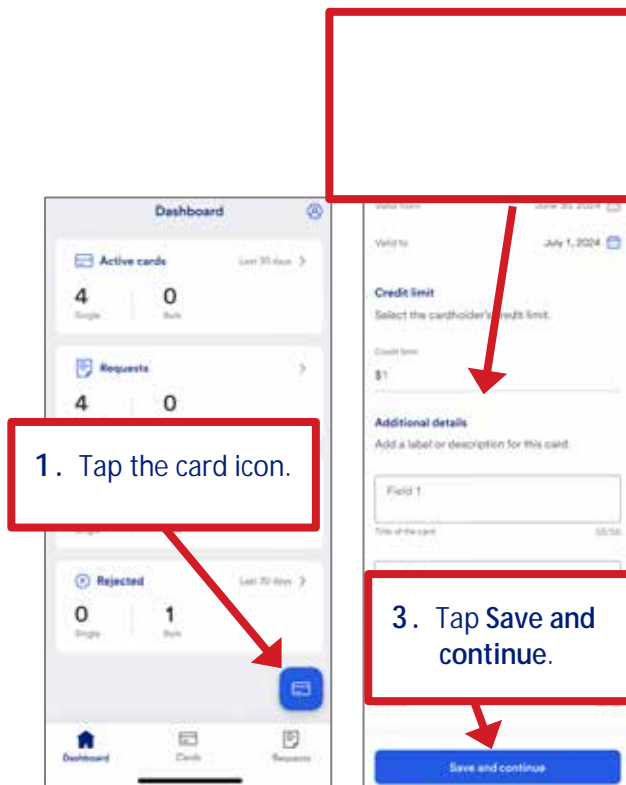 Dashboard
Active cards
Last 30 days
4
0
Single
Bulk
Requests
4
0
1. Tap the card icon.
Rejected
Last 30 days
0
1
Single
Bulk
Dashboard
Cards
Requests
Valid from
June 30, 2024
Valid to
July 1, 2024
Credit limit
Select the cardholder's credit limit.
Credit limit
$1
Additional details
Add a label or description for this card.
Field 1
Title of the card
3. Tap Save and
continue.
Save and continue